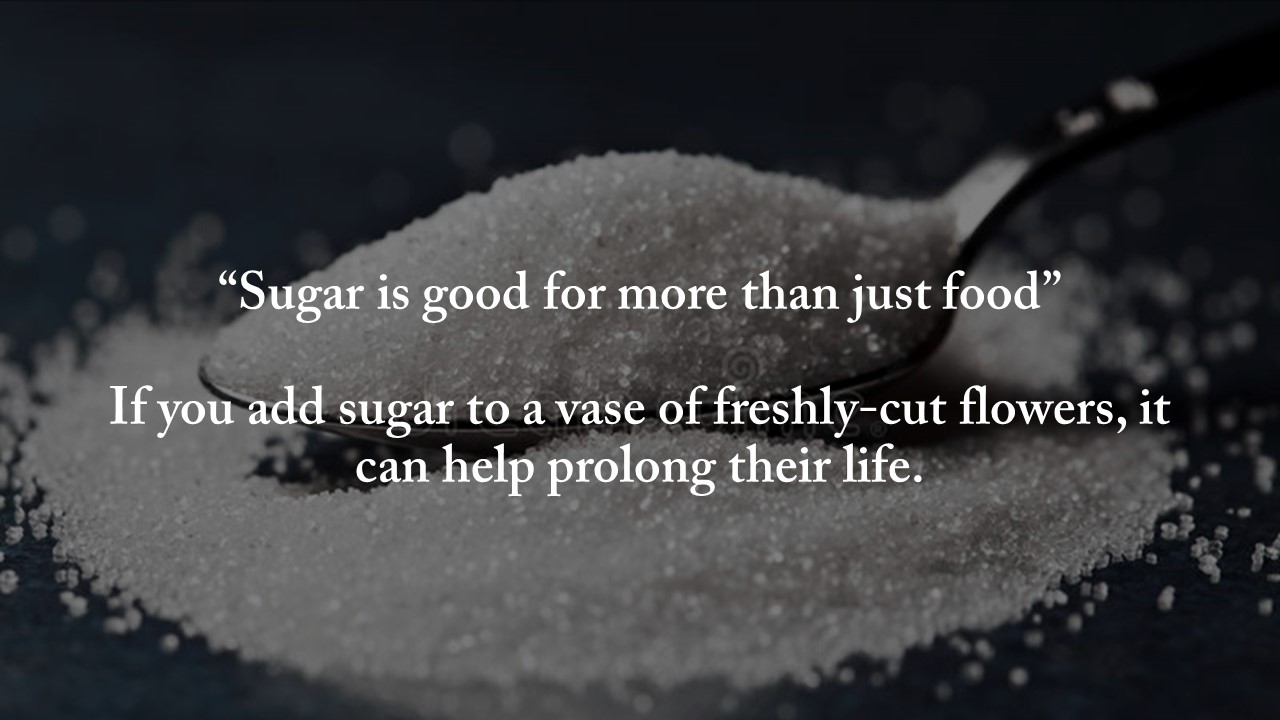 “Sugar is good for more than just food”
If you add sugar to a vase of freshly-cut flowers, it
can help prolong their life.